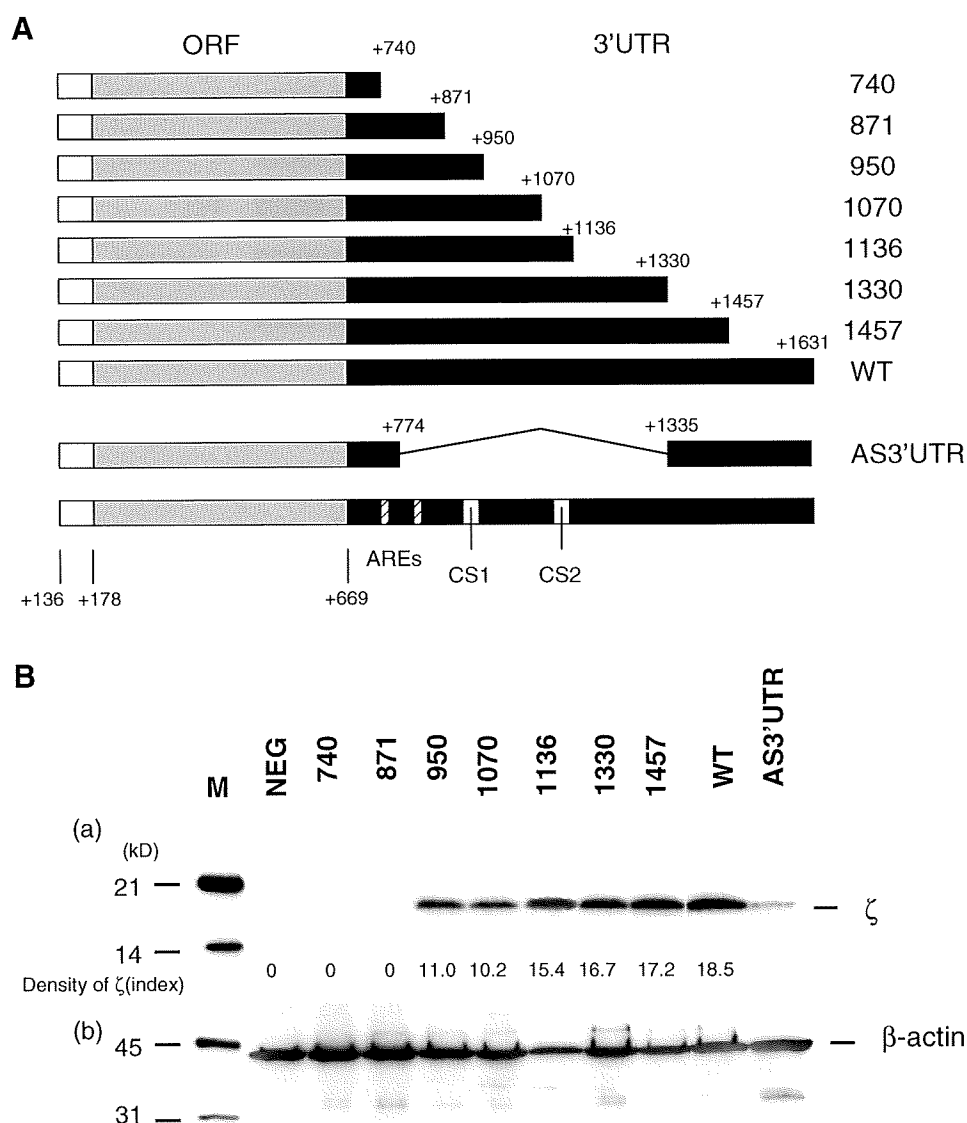 A
ORF 3'UTR
+740 740
+871 871
+950 950
+1070 1070
+1136 1136
+1330 1330
+1457 1457
+1631 WT
+774 +1335 AS3'UTR
AREs CS1 CS2
+136 +178 +669
B
M NEG 740 871 950 1070 1136 1330 1457 WT AS3'UTR
(a)
(kD)
21
ζ
14
Density of ζ(index) 0 0 0 11.0 10.2 15.4 16.7 17.2 18.5
(b)
45 β-actin
31